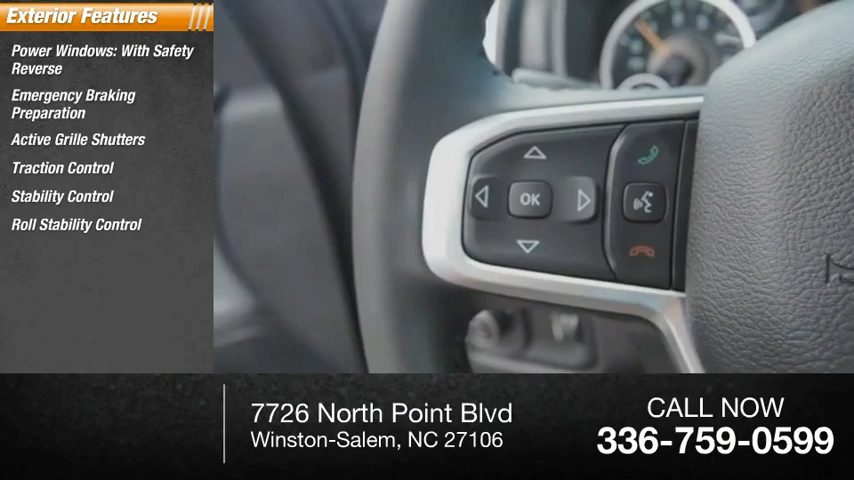 Exterior Features
Power Windows: With Safety
Reverse
Emergency Braking
Preparation
Active Grille Shutters
Traction Control
Stability Control
Roll Stability Control
OK
7726 North Point Blvd
Winston-Salem, NC 27106
CALL NOW
336-759-0599